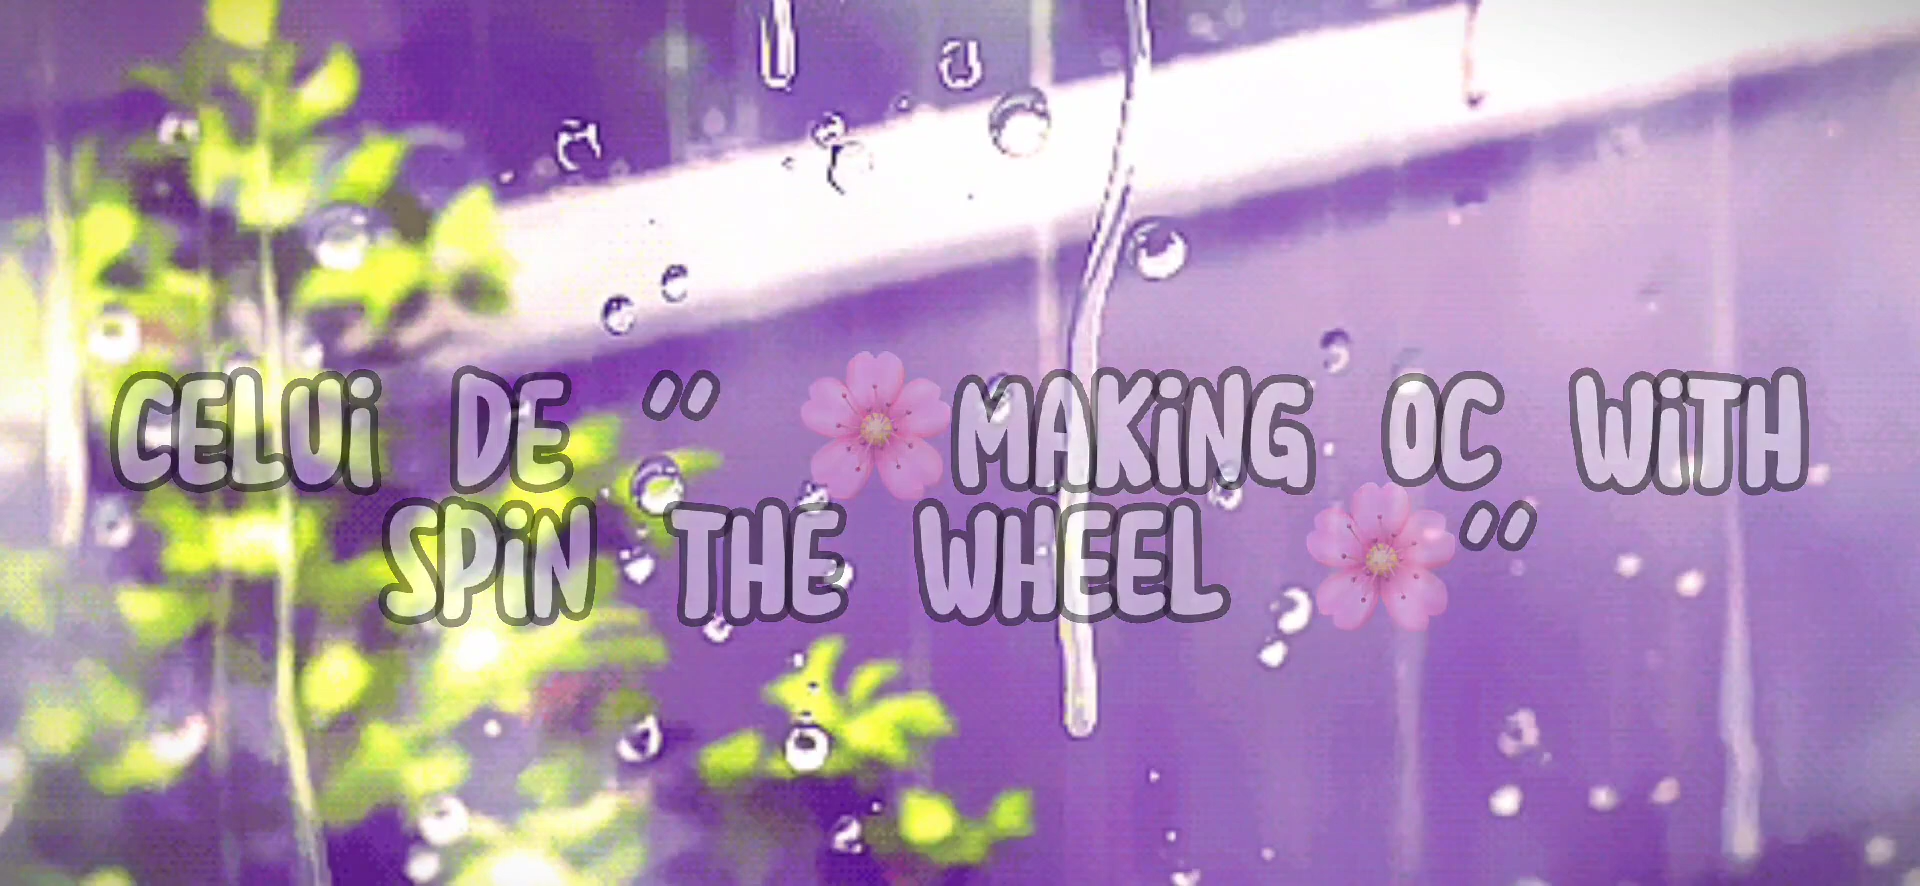 CELUI DE " 🌸MAKING OC WITH
SPIN THE WHEEL 🌸"